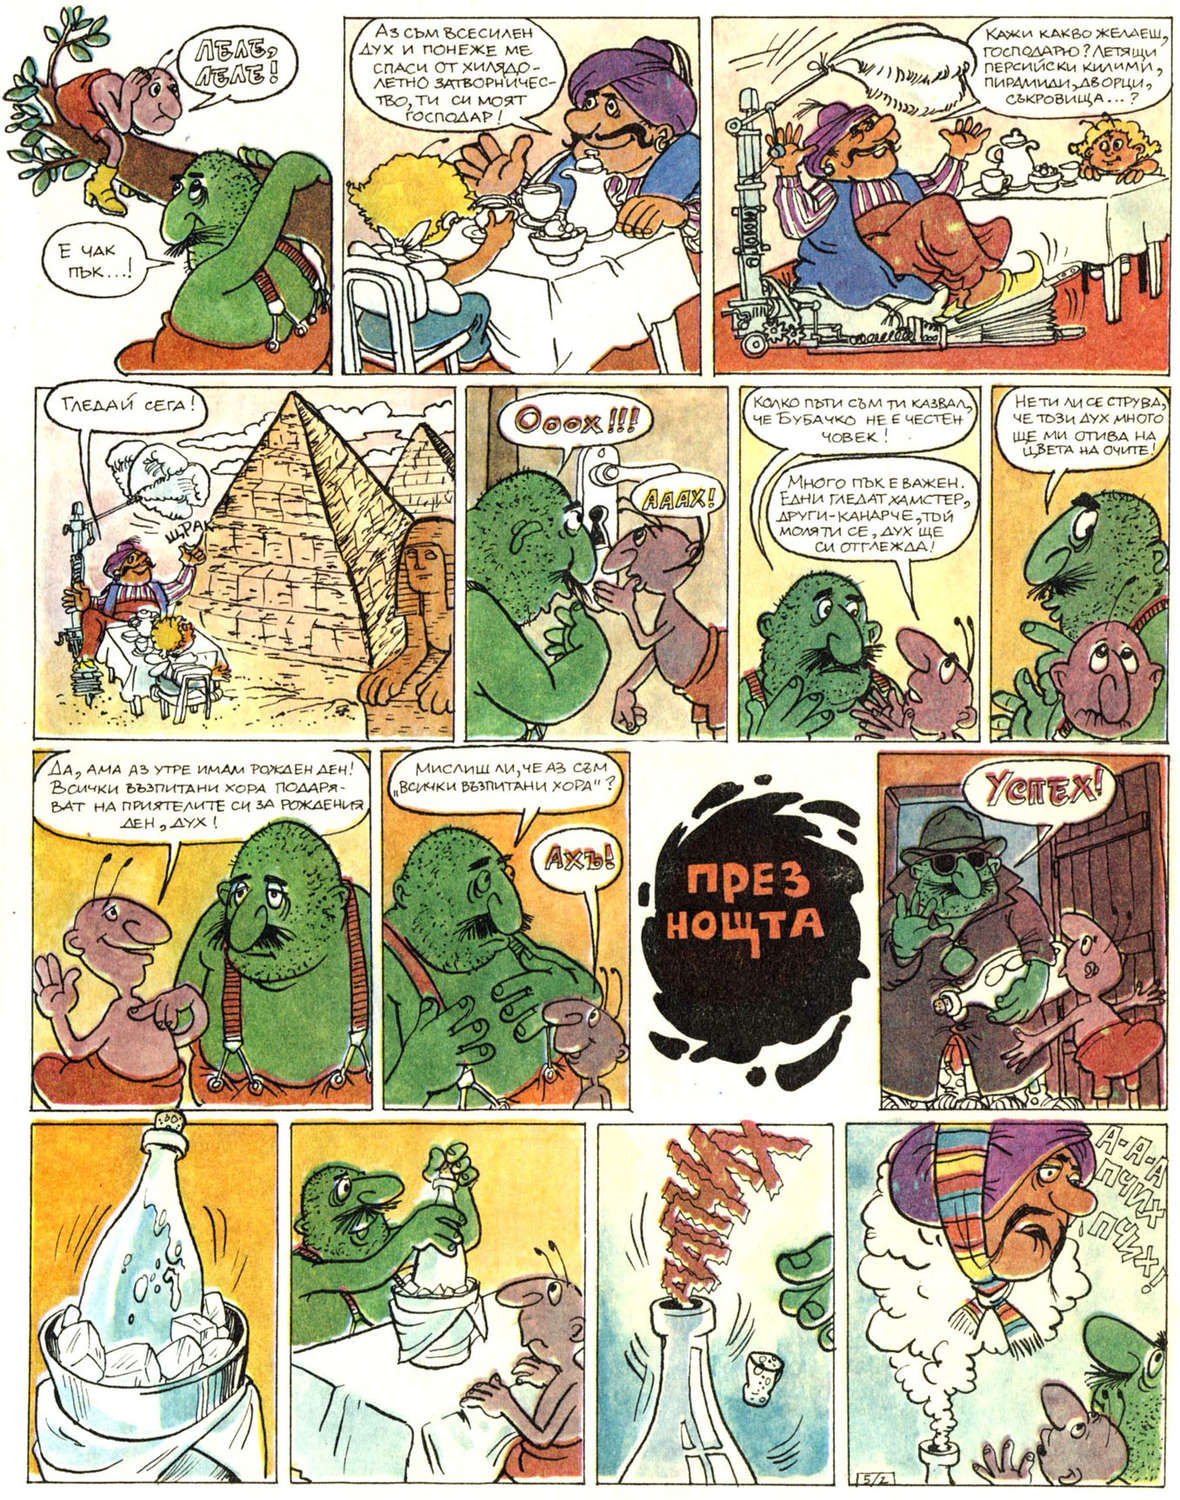 ЛЕЛЕ,
ЛЕЛЕ!
Е ЧАК
ПЪК...!
АЗ СЪМ ВСЕСИЛЕН
ДУХ И ПОНЕЖЕ МЕ
СПАСИ ОТ ХИЛЯДО-
ЛЕТНО ЗАТВОРНИЧЕС-
ТВО, ТИ СИ МОЯТ
ГОСПОДАР!
КАЖИ КАКВО ЖЕЛАЕШ,
ГОСПОДАРЮ? ЛЕТЯЩИ
ПЕРСИЙСКИ КИЛИМИ,
ПИРАМИДИ, ДВОРЦИ,
СЪКРОВИЩА...?
ГЛЕДАЙ СЕГА!
ЩРАК
ОООХ!!!
АААХ!
КОЛКО ПЪТИ СЪМ ТИ КАЗВАЛ,
ЧЕ БУБАЧКО НЕ Е ЧЕСТЕН
ЧОВЕК!
МНОГО ПЪК Е ВАЖЕН.
ЕДНИ ГЛЕДАТ ХАМСТЕР,
ДРУГИ-КАНАРЧЕ, ТОЙ
МОЛЯ ТИ СЕ, ДУХ ЩЕ
СИ ОТГЛЕЖДА!
НЕ ТИ ЛИ СЕ СТРУВА,
ЧЕ ТОЗИ ДУХ МНОГО
ЩЕ МИ ОТИВА НА
ЦВЕТА НА ОЧИТЕ!
ДА, АМА АЗ УТРЕ ИМАМ РОЖДЕН ДЕН!
ВСИЧКИ ВЪЗПИТАНИ ХОРА ПОДАРЯ-
ВАТ НА ПРИЯТЕЛИТЕ СИ ЗА РОЖДЕНИЯ
ДЕН, ДУХ!
МИСЛИШ ЛИ, ЧЕ АЗ СЪМ
„ВСИЧКИ ВЪЗПИТАНИ ХОРА"?
АХЪ!
ПРЕЗ
НОЩТА
УСПЕХ!
А-А-А
ПЧИХ
ПЧИХ!
5/2